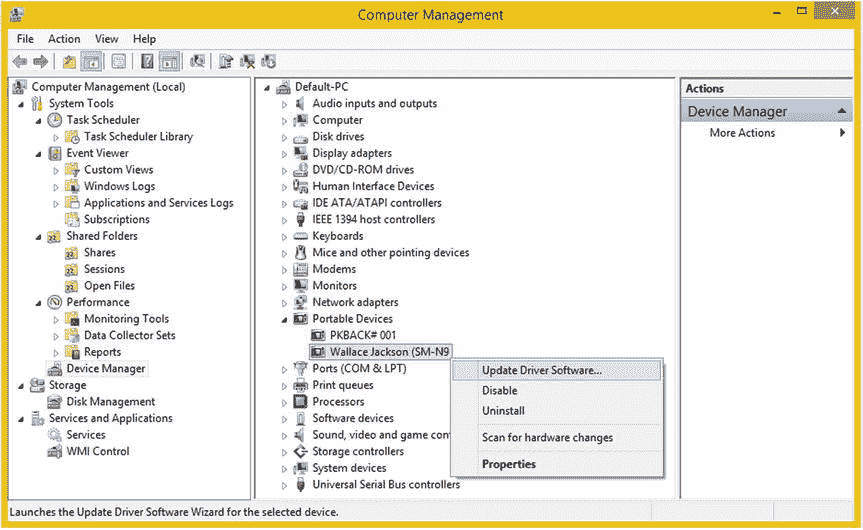 Computer Management
File Action View Help
Computer Management (Local)
System Tools
Task Scheduler
Task Scheduler Library
Event Viewer
Custom Views
Windows Logs
Applications and Services Logs
Subscriptions
Shared Folders
Shares
Sessions
Open Files
Performance
Monitoring Tools
Data Collector Sets
Reports
Device Manager
Storage
Disk Management
Services and Applications
Services
WMI Control
Default-PC
Audio inputs and outputs
Computer
Disk drives
Display adapters
DVD/CD-ROM drives
Human Interface Devices
IDE ATA/ATAPI controllers
IEEE 1394 host controllers
Keyboards
Mice and other pointing devices
Modems
Monitors
Network adapters
Portable Devices
PKBACK# 001
Wallace Jackson (SM-N9
Ports (COM & LPT)
Print queues
Processors
Software devices
Sound, video and game con
Storage controllers
System devices
Universal Serial Bus controllers
Update Driver Software...
Disable
Uninstall
Scan for hardware changes
Properties
Actions
Device Manager
More Actions
Launches the Update Driver Software Wizard for the selected device.